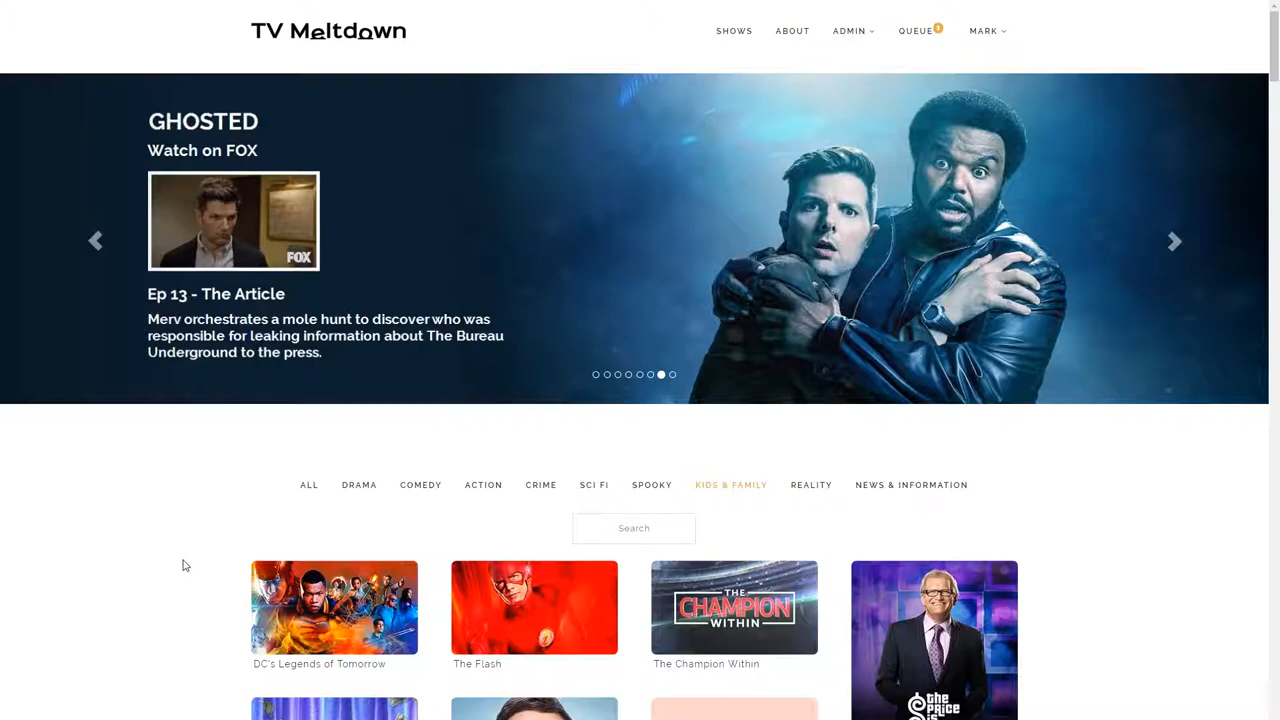 TV Meltdown
SHOWS
ABOUT
ADMIN
QUEUE
MARK
GHOSTED
Watch on FOX
FOX
Ep 13 - The Article
Merv orchestrates a mole hunt to discover who was
responsible for leaking information about The Bureau
Underground to the press.
ALL
DRAMA
COMEDY
ACTION
CRIME
SCI FI
SPOOKY
KIDS & FAMILY
REALITY
NEWS & INFORMATION
Search
THE
CHAMPION
WITHIN
DC's Legends of Tomorrow
The Flash
The Champion Within
the
PRICE
is